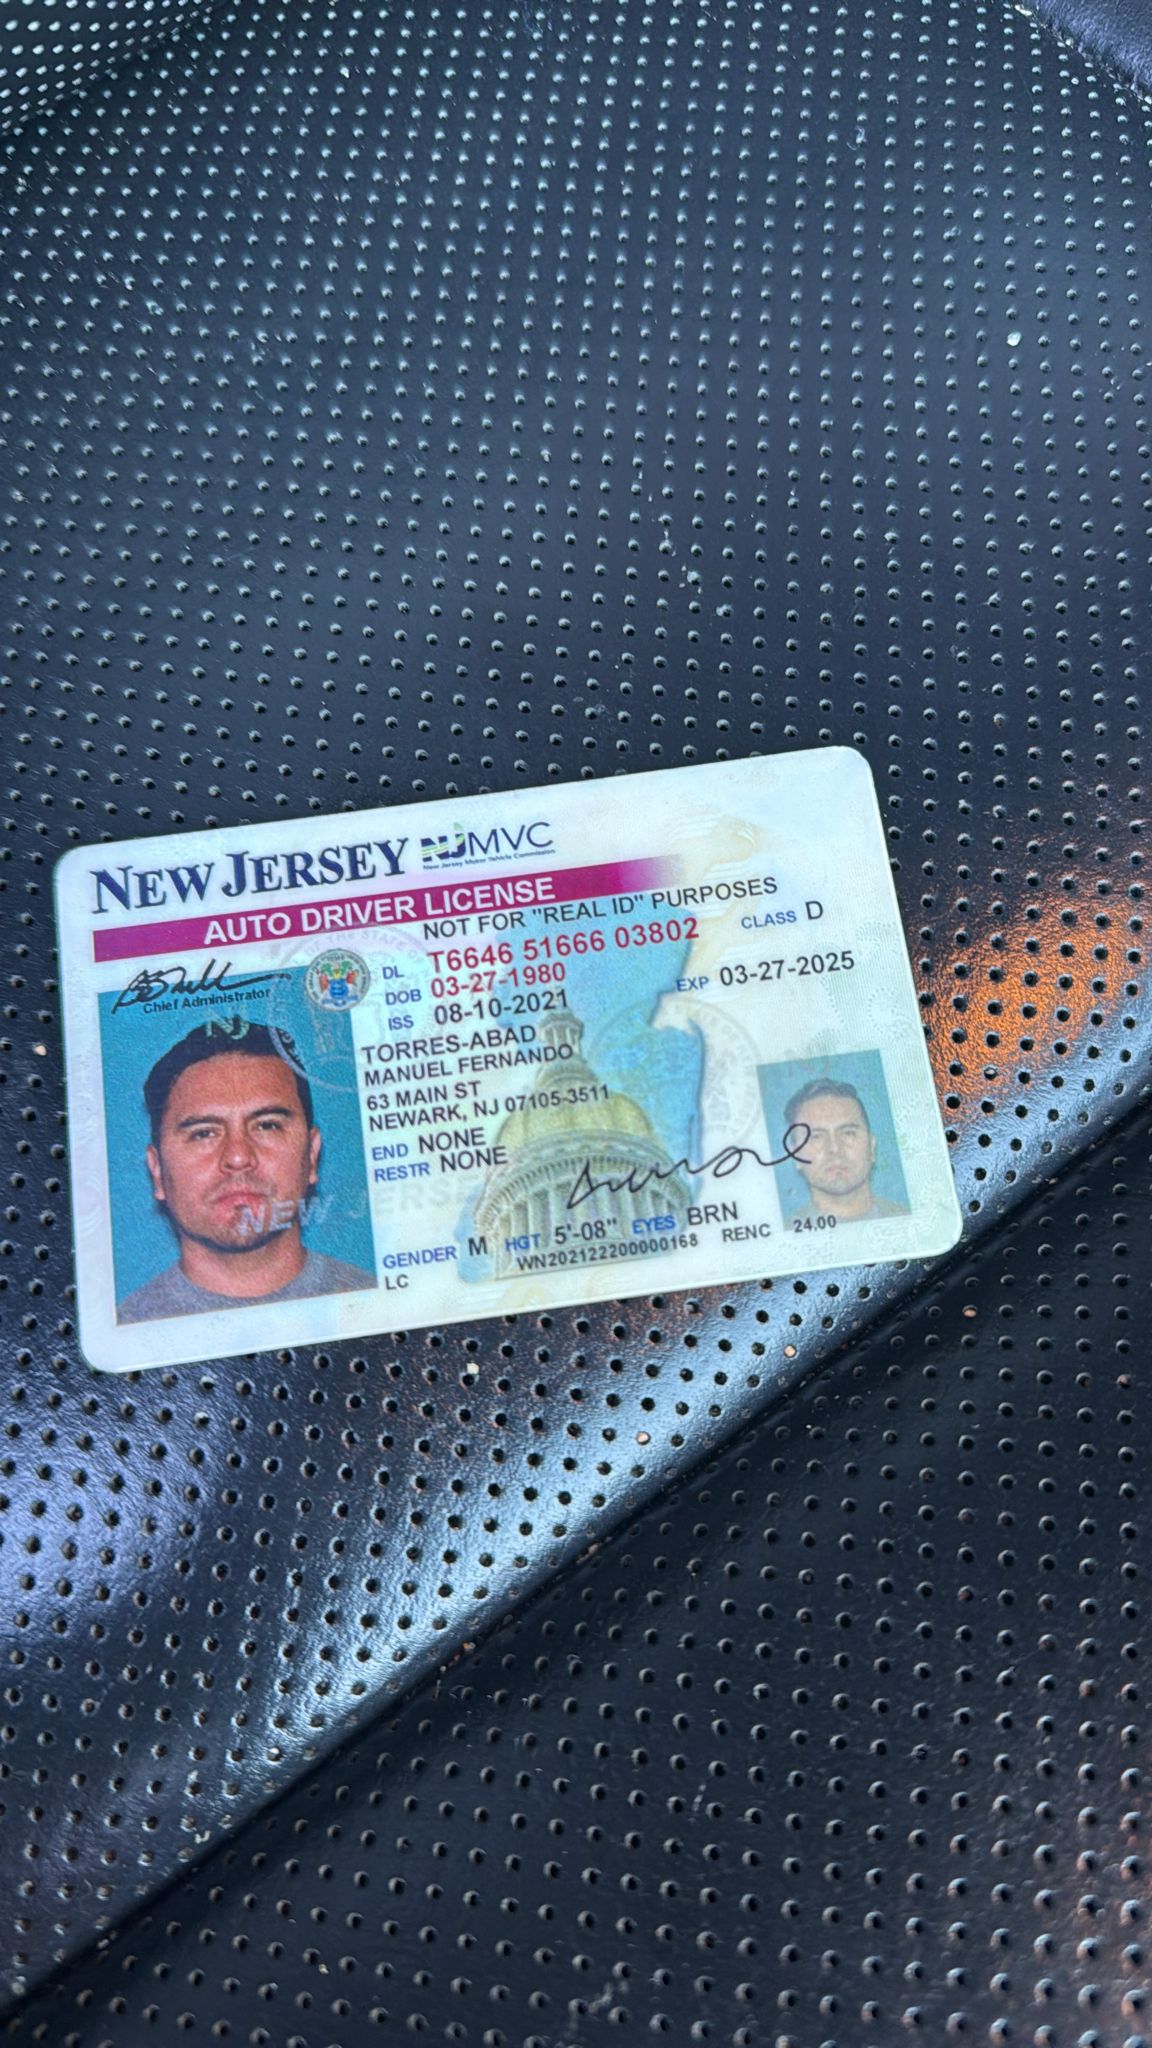 NEW JERSEY NJMVC
New Jersey Motor Vehicle Commission
AUTO DRIVER LICENSE
NOT FOR "REAL ID" PURPOSES
Chief Administrator
DL T6646 51666 03802 CLASS D
DOB 03-27-1980 EXP 03-27-2025
ISS 08-10-2021
TORRES-ABAD
MANUEL FERNANDO
63 MAIN ST
NEWARK, NJ 07105-3511
END NONE
RESTR NONE
NJ
NEW JERSEY
GENDER M HGT 5'-08" EYES BRN
LC WN202122200000168 RENC 24.00